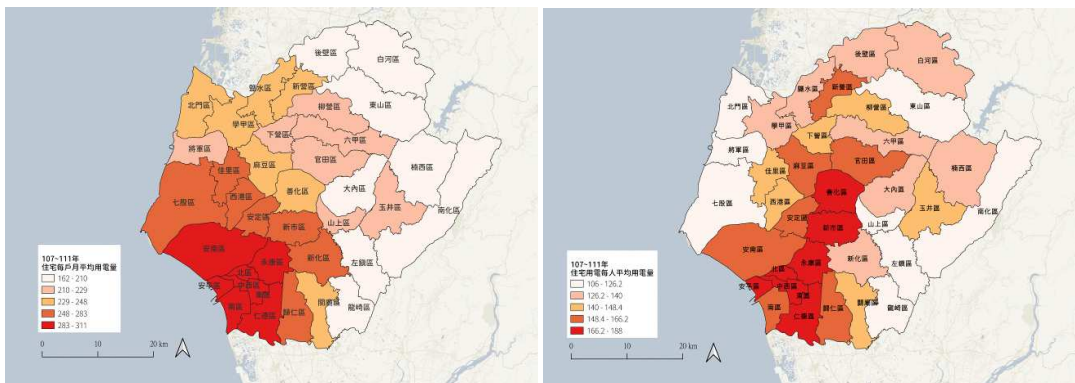 後壁區
白河區
鹽水區
新營區
北門區
東山區
柳營區
學甲區
下營區
六甲區
將軍區
官田區
麻豆區
楠西區
佳里區
大內區
七股區
西港區
善化區
玉井區
南化區
安定區
山上區
新市區
安南區
左鎮區
新化區
永康區
北區
安平區
中西區
東區
關廟區
龍崎區
南區
歸仁區
仁德區
107~111年
住宅每戶月平均用電量
162 - 210
210 - 229
229 - 248
248 - 283
283 - 311
0
10
20 km
後壁區
白河區
鹽水區
新營區
北門區
柳營區
東山區
學甲區
下營區
六甲區
將軍區
麻豆區
官田區
楠西區
佳里區
善化區
大內區
七股區
西港區
玉井區
南化區
安定區
山上區
新市區
安南區
左鎮區
新化區
永康區
北區
安平區
中西區
東區
關廟區
龍崎區
南區
歸仁區
仁德區
107~111年
住宅用電每人平均用電量
106 - 126.2
126.2 - 140
140 - 148.4
148.4 - 166.2
166.2 - 188
0
10
20 km